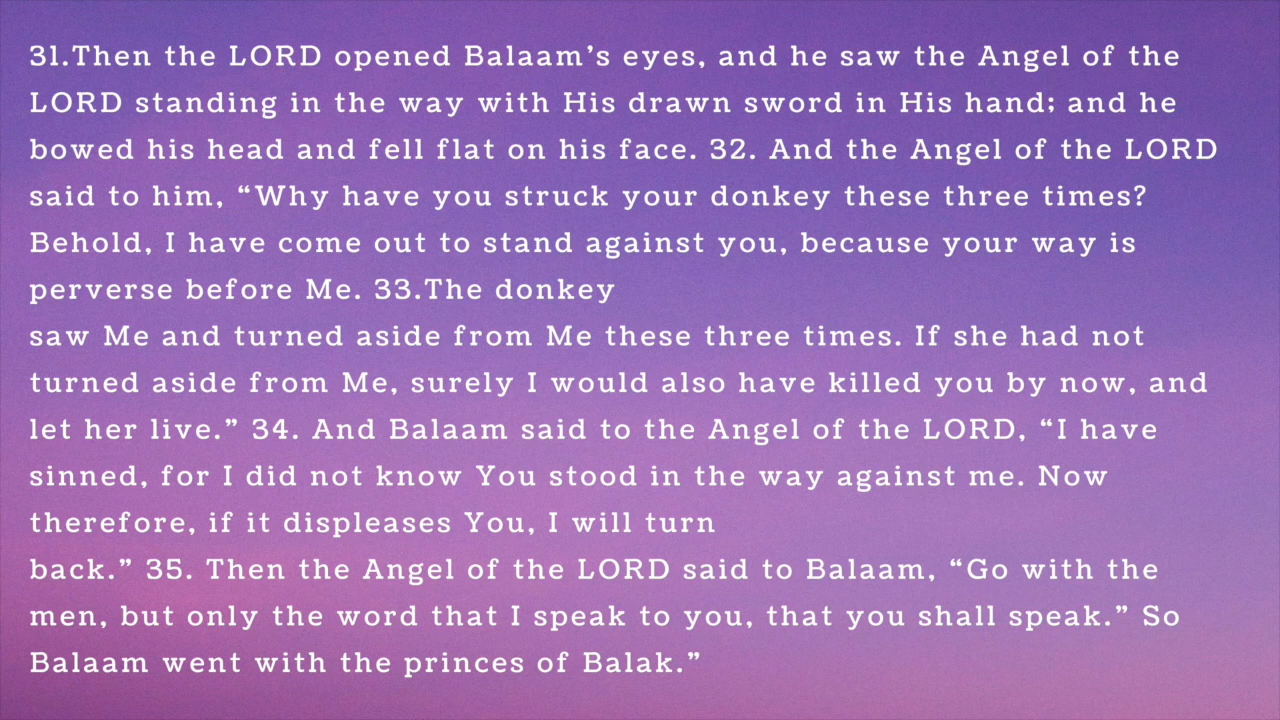 31.Then the LORD opened Balaam’s eyes, and he saw the Angel of the
LORD standing in the way with His drawn sword in His hand; and he
bowed his head and fell flat on his face. 32. And the Angel of the LORD
said to him, “Why have you struck your donkey these three times?
Behold, I have come out to stand against you, because your way is
perverse before Me. 33.The donkey
saw Me and turned aside from Me these three times. If she had not
turned aside from Me, surely I would also have killed you by now, and
let her live.” 34. And Balaam said to the Angel of the LORD, “I have
sinned, for I did not know You stood in the way against me. Now
therefore, if it displeases You, I will turn
back.” 35. Then the Angel of the LORD said to Balaam, “Go with the
men, but only the word that I speak to you, that you shall speak.” So
Balaam went with the princes of Balak.”